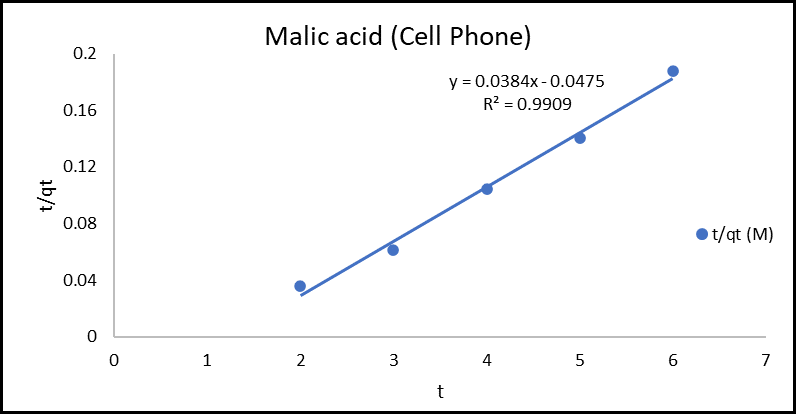 Malic acid (Cell Phone)
y = 0.0384x - 0.0475
R² = 0.9909
t/qt
0.2
0.16
0.12
0.08
0.04
0
0 1 2 3 4 5 6 7
t
t/qt (M)